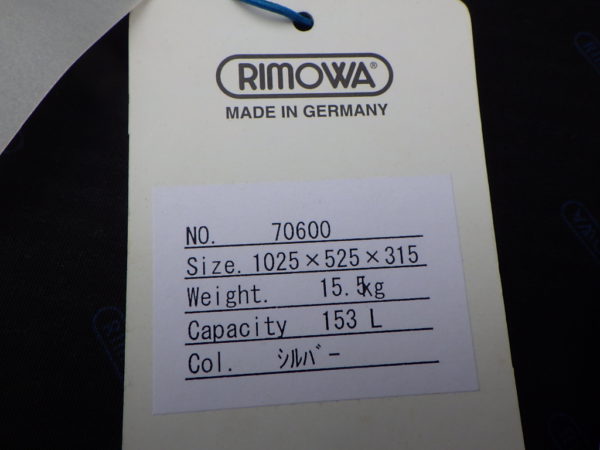 RIMOWA®
MADE IN GERMANY
NO. 70600
Size. 1025×525×315
Weight. 15.5kg
Capacity 153 L
Col. ｼﾙﾊﾞｰ